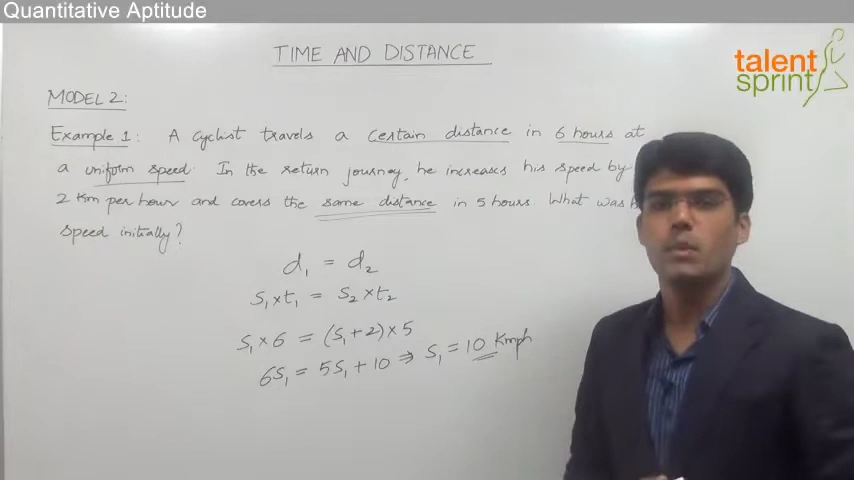 Quantitative Aptitude
TIME AND DISTANCE
talent
sprint
MODEL 2:
Example 1: A cyclist travels a certain distance in 6 hours at
a uniform speed. In the return journey, he increases his speed by
2 Km per hour and covers the same distance in 5 hours. What was
speed initially?
d₁ = d₂
S₁×t₁ = S₂×t₂
S₁×6 = (S₁+2)×5
6S₁ = 5S₁+10 ⇒ S₁ = 10 Kmph